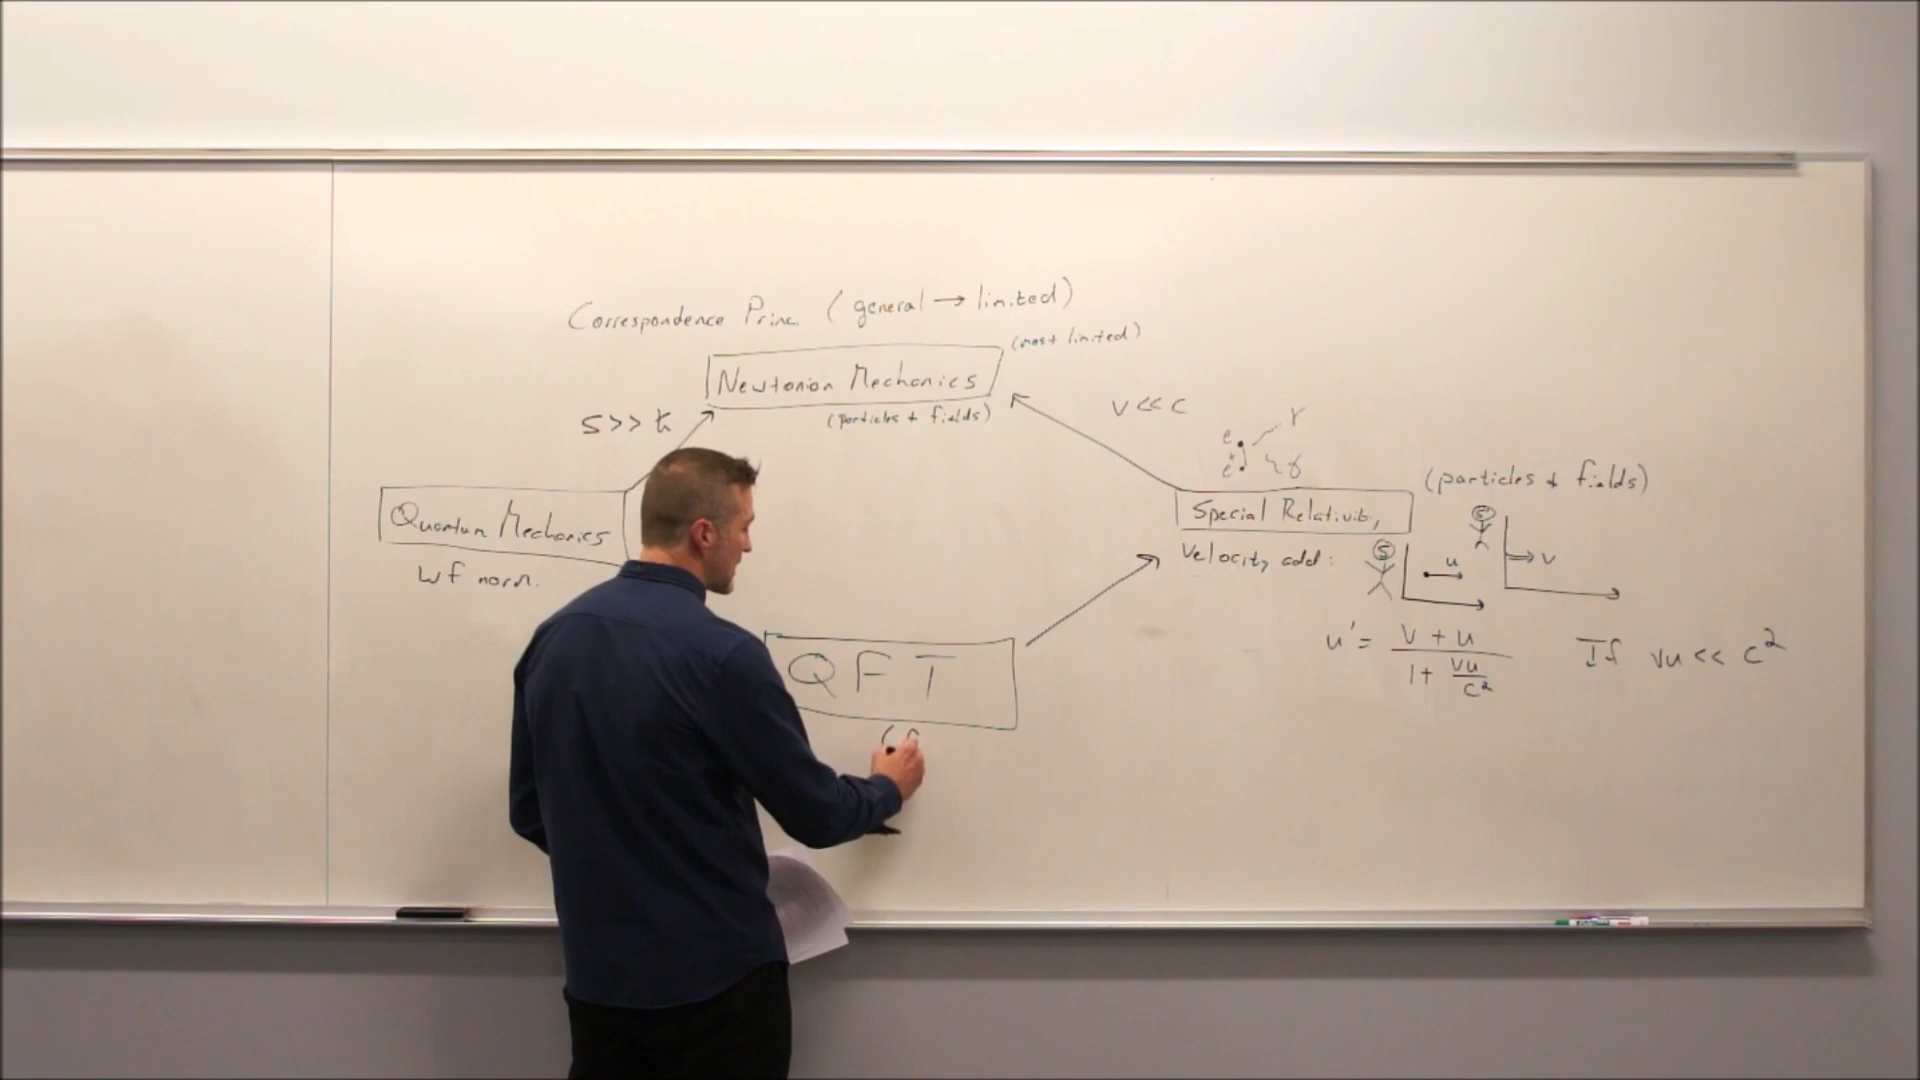 Correspondence Princ. (general → limited)
(most limited)
Newtonian Mechanics
(particles + fields)
S >> ħ
v << c
e γ
e⁺ γ
(particles + fields)
Quantum Mechanics
Wf norm.
Special Relativity
Velocity add:
S u
S' v
QFT
u' = (v + u) / (1 + vu/c²)
If vu << c²